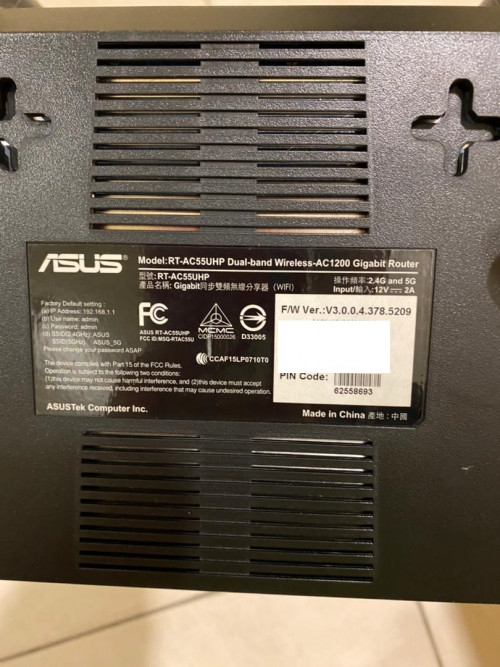 ASUS®
Model:RT-AC55UHP Dual-band Wireless-AC1200 Gigabit Router
型號:RT-AC55UHP
產品名稱: Gigabit同步雙頻無線分享器 (WIFI)
操作頻率:2.4G and 5G
Input/輸入:12V 2A
Factory Default setting :
(a) IP Address: 192.168.1.1
(b) User name: admin
(c) Password: admin
(d) SSID(2.4GHz): ASUS
SSID(5GHz): ASUS_5G
Please change your password ASAP.
FC
ASUS RT-AC55UHP
FCC ID:MSQ-RTAC55U
MCMC
CIDF15000026
D33005
CCAF15LP0710T0
F/W Ver.:V3.0.0.4.378.5209
PIN Code:
62558693
This device complies with Part 15 of the FCC Rules.
Operation is subject to the following two conditions:
(1)this device may not cause harmful interference, and (2)this device must accept
any interference received, including interference that may cause undesired operation.
ASUSTek Computer Inc.
Made in China 產地:中國